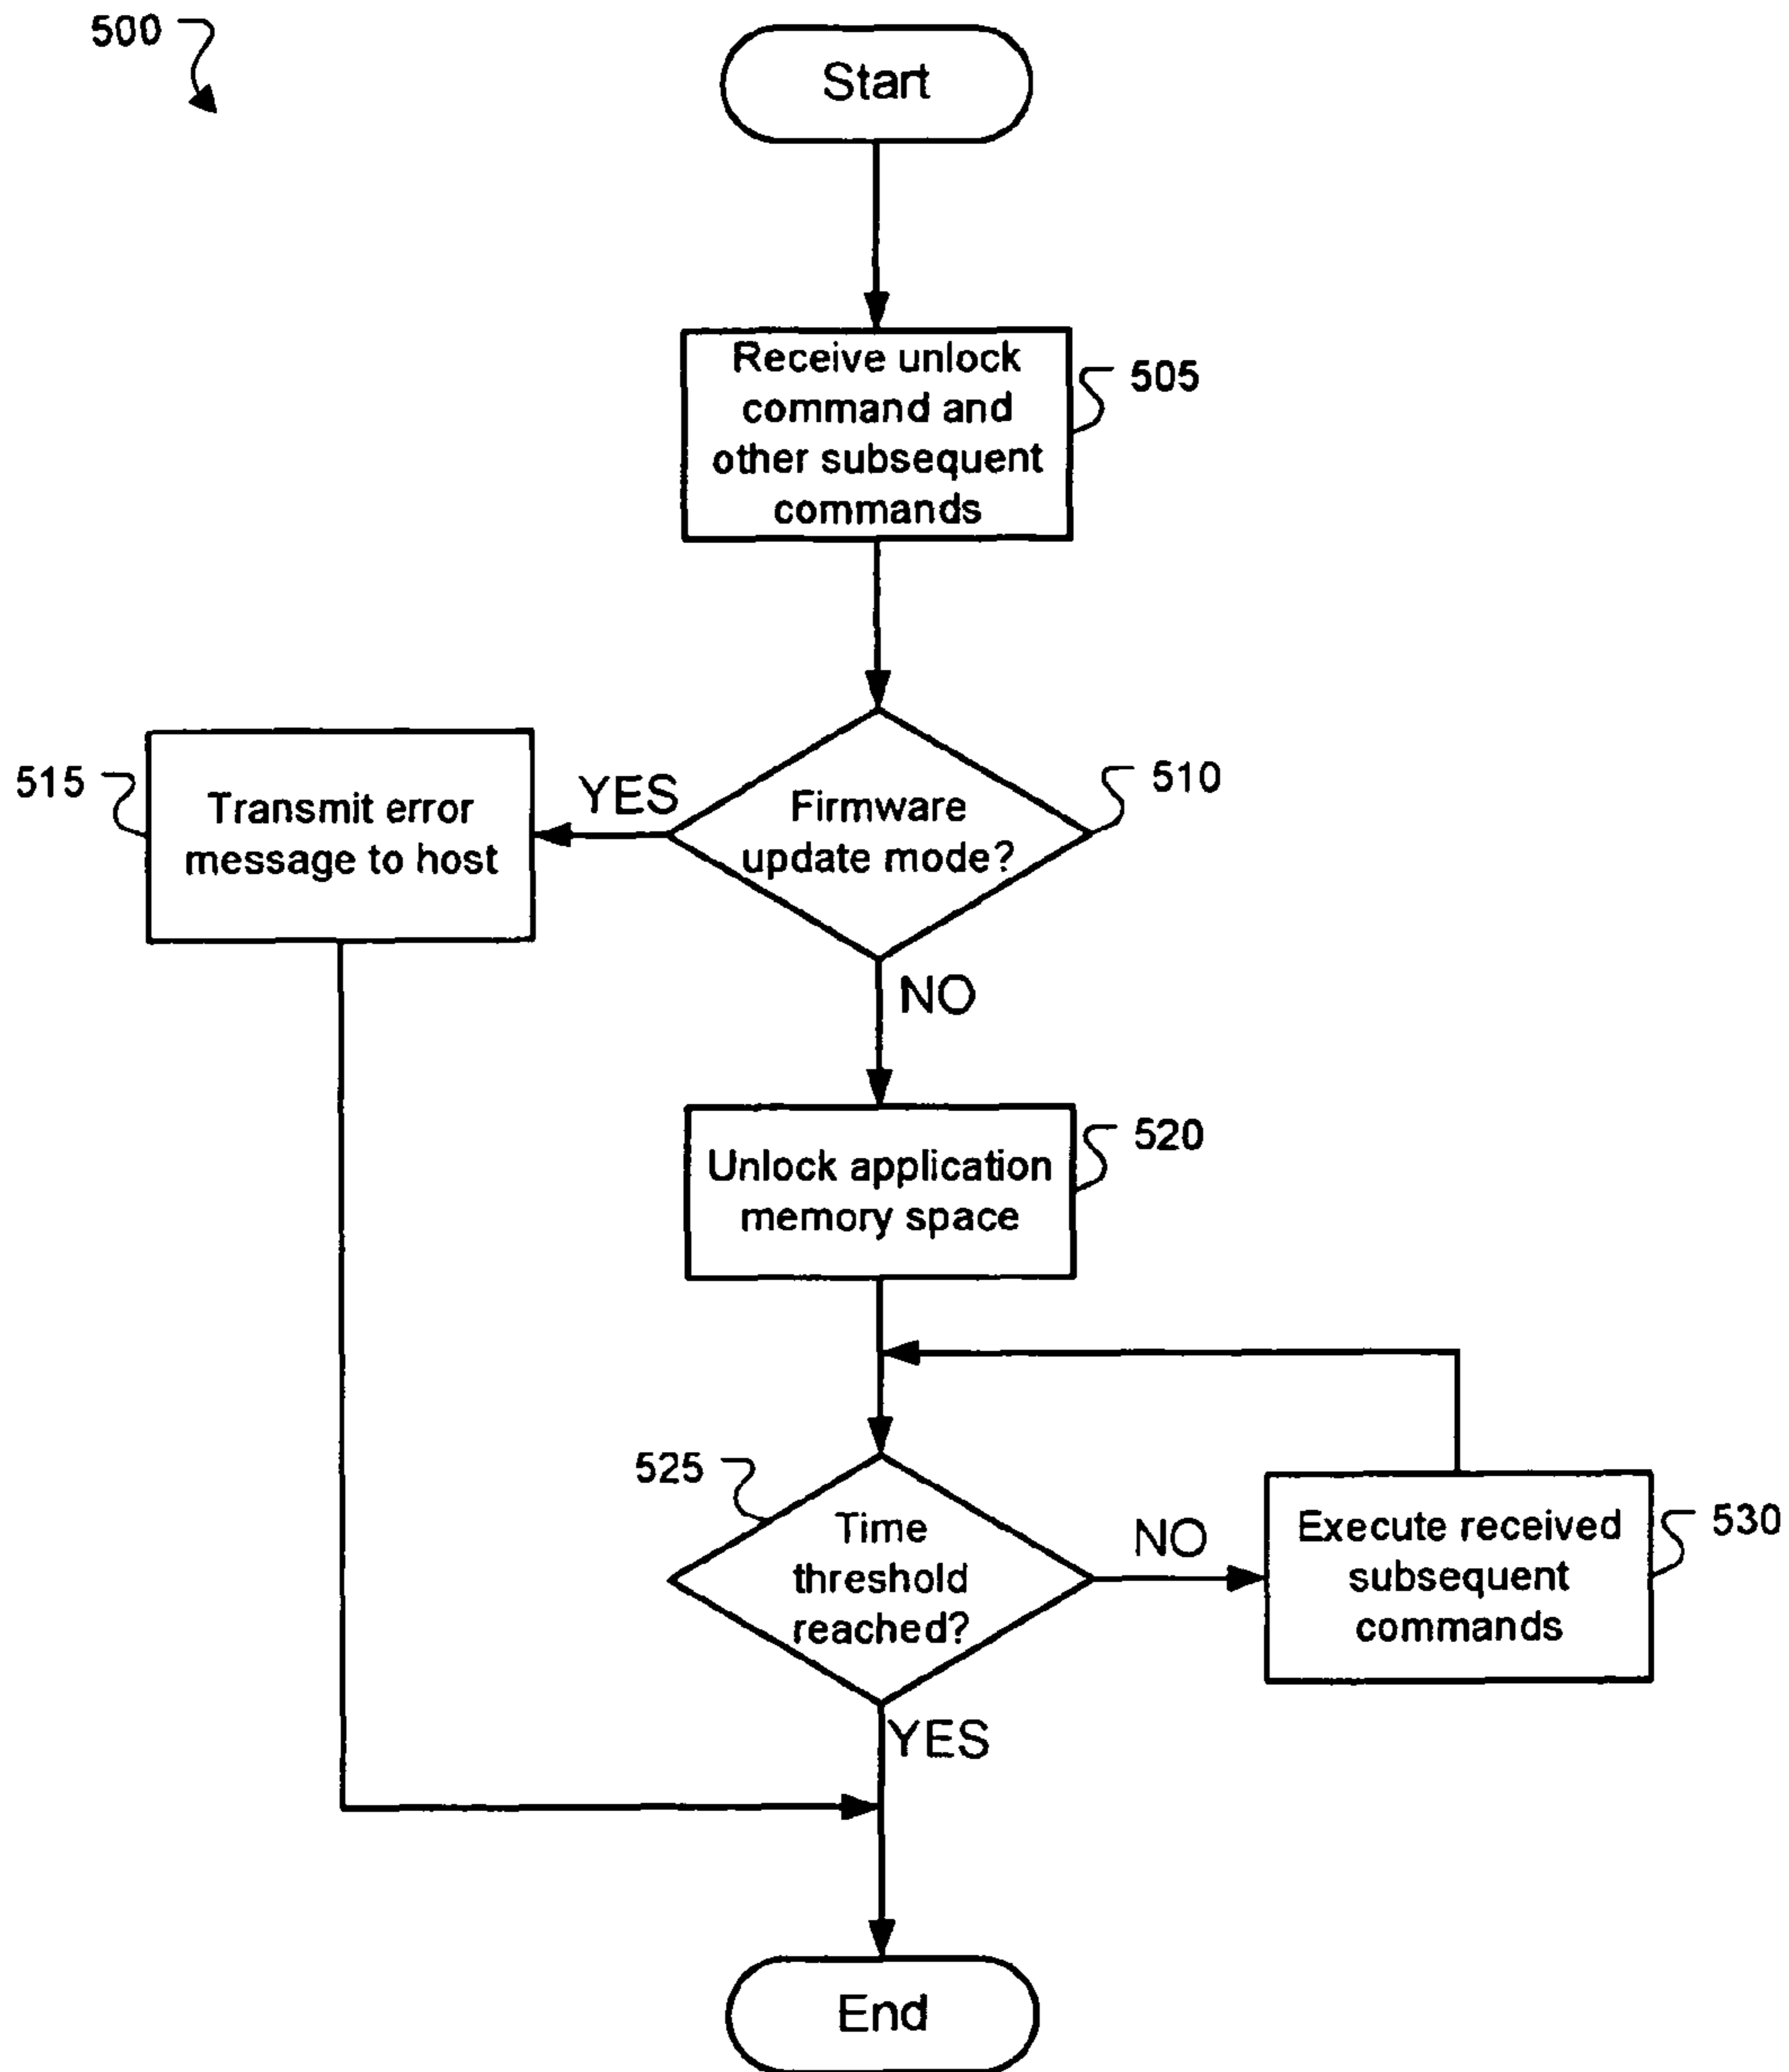 500
Start
Receive unlock
command and
other subsequent
commands
505
Firmware
update mode?
510
YES
Transmit error
message to host
515
NO
Unlock application
memory space
520
525
Time
threshold
reached?
NO
Execute received
subsequent
commands
530
YES
End